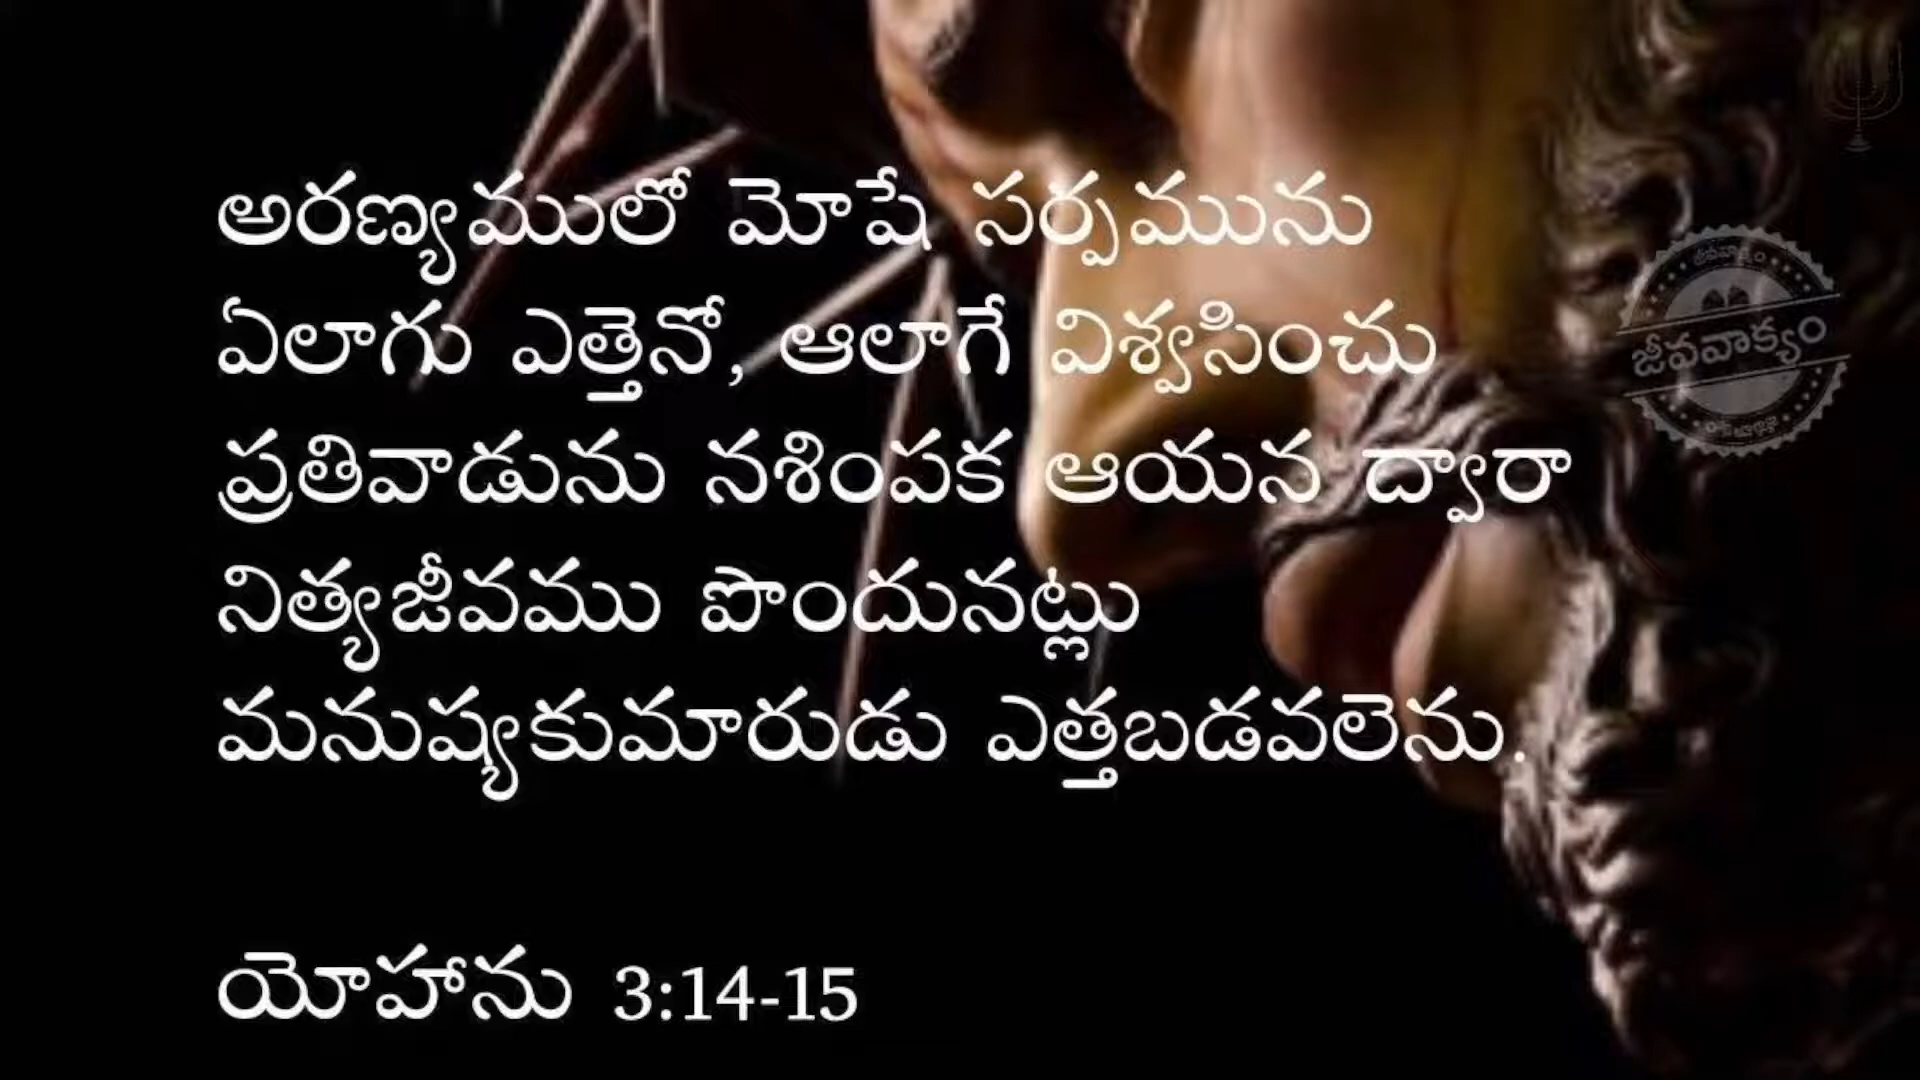 అరణ్యములో మోషే సర్పమును
ఏలాగు ఎత్తెనో, ఆలాగే విశ్వసించు
ప్రతివాడును నశింపక ఆయన ద్వారా
నిత్యజీవము పొందునట్లు
మనుష్యకుమారుడు ఎత్తబడవలెను.
యోహాను 3:14-15
జీవవాక్యం